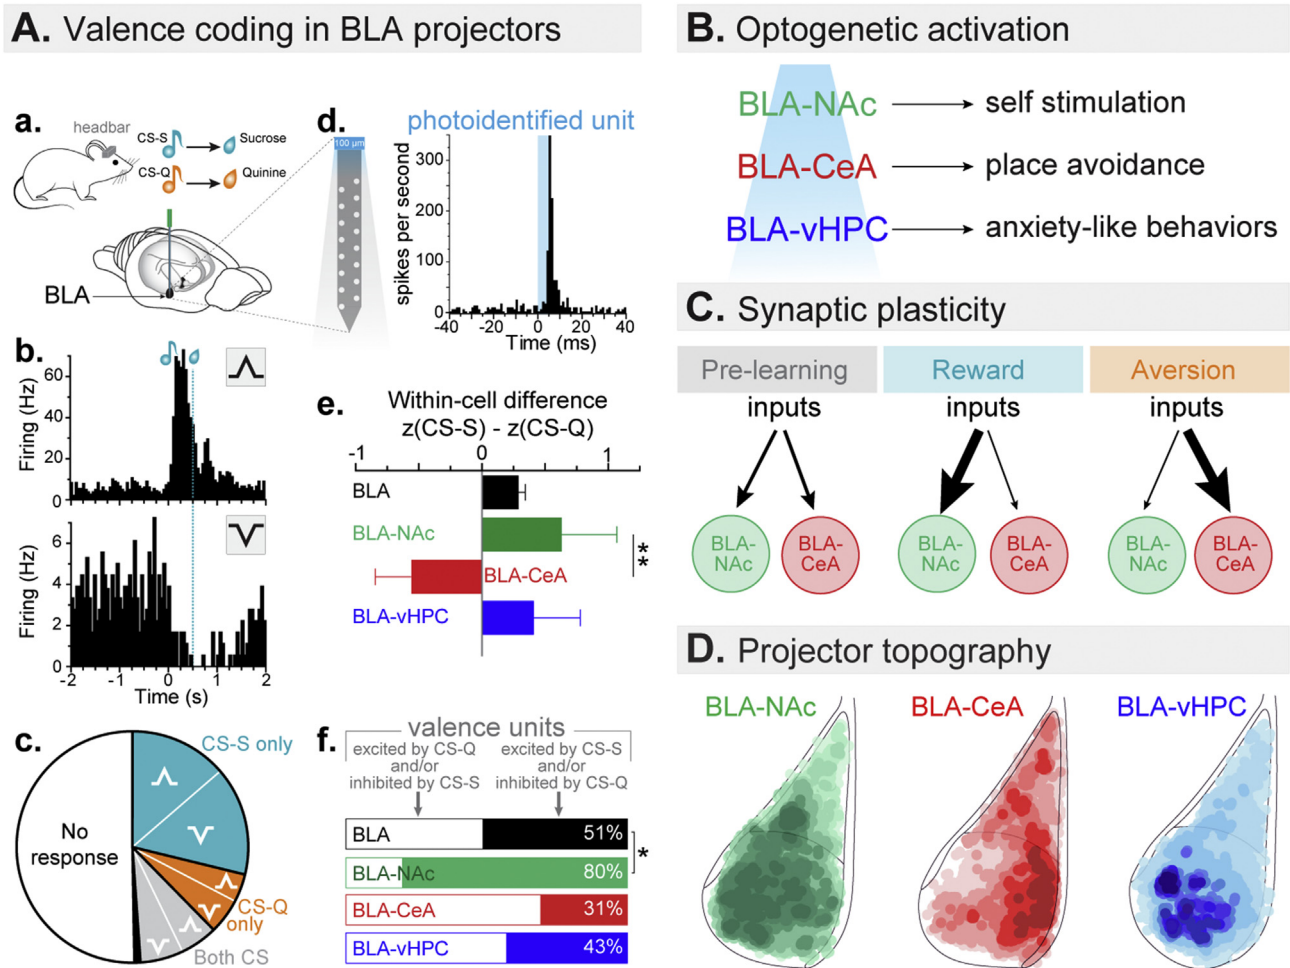 A. Valence coding in BLA projectors
a.
headbar
CS-S
Sucrose
CS-Q
Quinine
BLA
d.
photoidentified unit
100 µm
spikes per second
300
200
100
0
-40 -20 0 20 40
Time (ms)
b.
Firing (Hz)
60
40
20
0
Firing (Hz)
6
4
2
0
-2 -1 0 1 2
Time (s)
e.
Within-cell difference
z(CS-S) - z(CS-Q)
-1 0 1
BLA
BLA-NAc
BLA-CeA
BLA-vHPC
**
c.
No
response
CS-S only
CS-Q
only
Both CS
f.
valence units
excited by CS-Q
and/or
inhibited by CS-S
excited by CS-S
and/or
inhibited by CS-Q
BLA 51%
BLA-NAc 80%
BLA-CeA 31%
BLA-vHPC 43%
*
B. Optogenetic activation
BLA-NAc self stimulation
BLA-CeA place avoidance
BLA-vHPC anxiety-like behaviors
C. Synaptic plasticity
Pre-learning Reward Aversion
inputs inputs inputs
BLA-
NAc
BLA-
CeA
BLA-
NAc
BLA-
CeA
BLA-
NAc
BLA-
CeA
D. Projector topography
BLA-NAc BLA-CeA BLA-vHPC